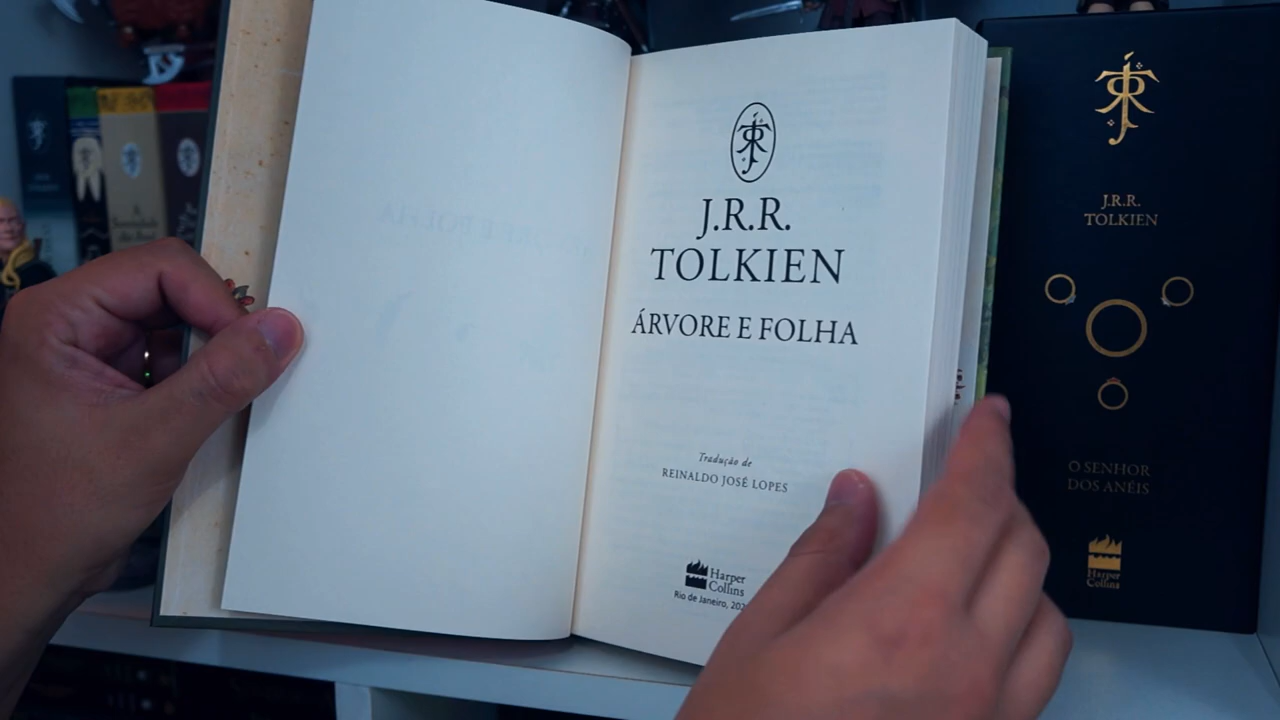 J.R.R.
TOLKIEN
ÁRVORE E FOLHA
Tradução de
REINALDO JOSÉ LOPES
Harper
Collins
Rio de Janeiro, 202
J.R.R.
TOLKIEN
O SENHOR
DOS ANÉIS
Harper
Collins